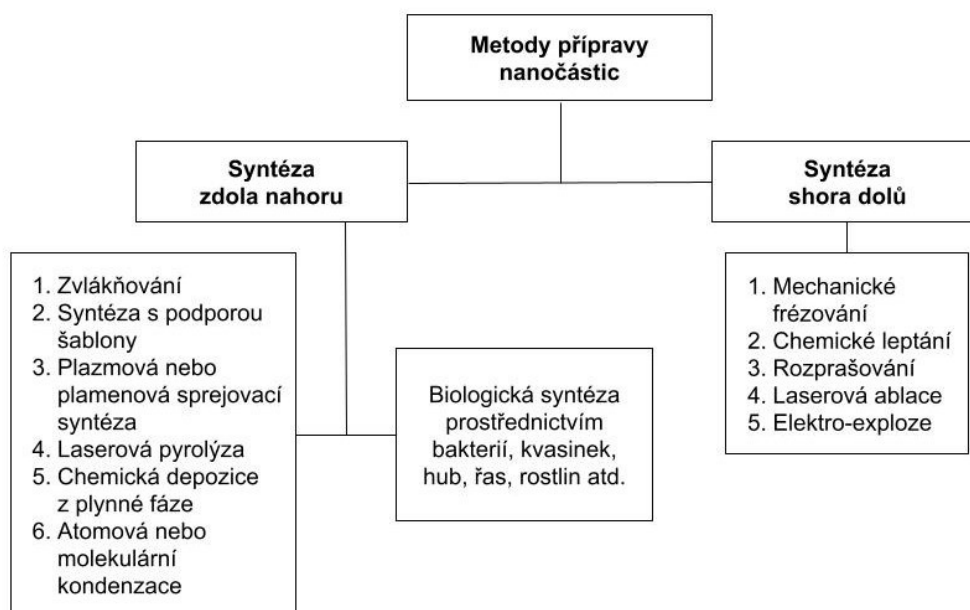 Metody přípravy
nanočástic
Syntéza
zdola nahoru
Syntéza
shora dolů
1. Zvlákňování
2. Syntéza s podporou
šablony
3. Plazmová nebo
plamenová sprejovací
syntéza
4. Laserová pyrolýza
5. Chemická depozice
z plynné fáze
6. Atomová nebo
molekulární
kondenzace
Biologická syntéza
prostřednictvím
bakterií, kvasinek,
hub, řas, rostlin atd.
1. Mechanické
frézování
2. Chemické leptání
3. Rozprašování
4. Laserová ablace
5. Elektro-exploze